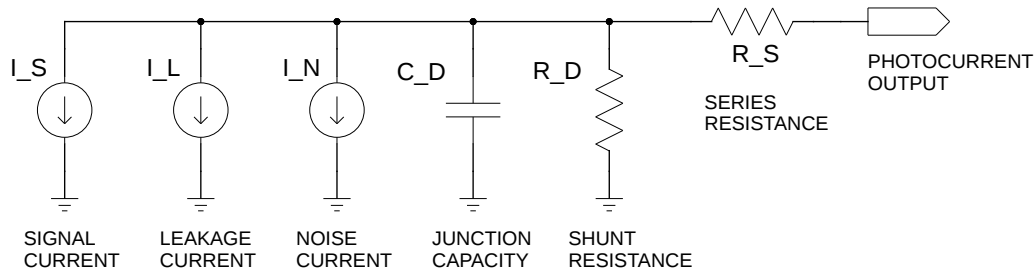 I_S
I_L
I_N
C_D
R_D
R_S
PHOTOCURRENT
OUTPUT
SERIES
RESISTANCE
SIGNAL
CURRENT
LEAKAGE
CURRENT
NOISE
CURRENT
JUNCTION
CAPACITY
SHUNT
RESISTANCE